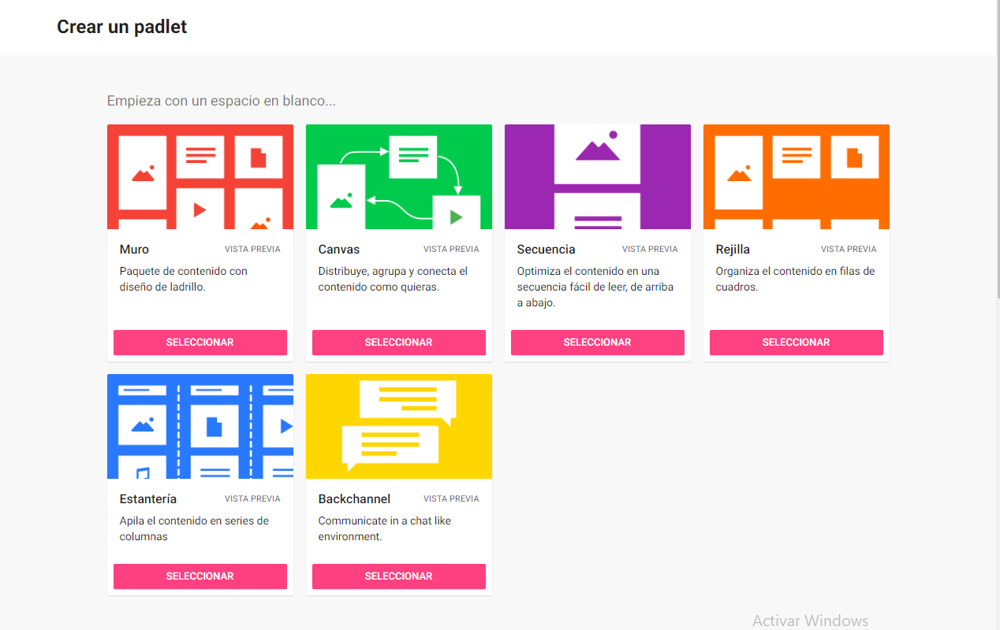 Crear un padlet
Empieza con un espacio en blanco...
Muro VISTA PREVIA
Paquete de contenido con
diseño de ladrillo.
SELECCIONAR
Canvas VISTA PREVIA
Distribuye, agrupa y conecta el
contenido como quieras.
SELECCIONAR
Secuencia VISTA PREVIA
Optimiza el contenido en una
secuencia fácil de leer, de arriba
a abajo.
SELECCIONAR
Rejilla VISTA PREVIA
Organiza el contenido en filas de
cuadros.
SELECCIONAR
Estantería VISTA PREVIA
Apila el contenido en series de
columnas
SELECCIONAR
Backchannel VISTA PREVIA
Communicate in a chat like
environment.
SELECCIONAR
Activar Windows